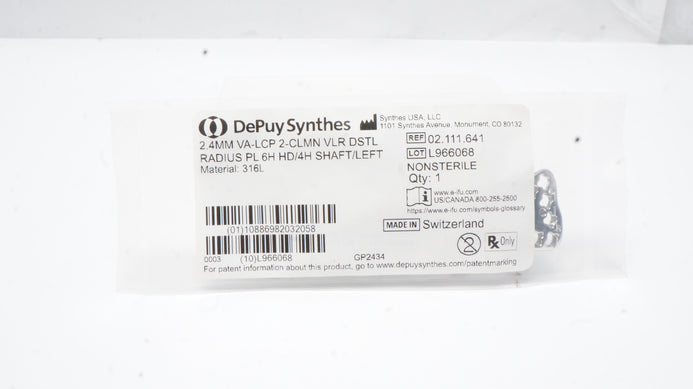 DePuy Synthes
Synthes USA, LLC
1101 Synthes Avenue, Monument, CO 80132
2.4MM VA-LCP 2-CLMN VLR DSTL
RADIUS PL 6H HD/4H SHAFT/LEFT
Material: 316L
REF 02.111.641
LOT L966068
NONSTERILE
Qty: 1
www.e-ifu.com
US/CANADA 800-255-2500
https://www.e-ifu.com/symbols-glossary
(01)10886982032058
MADE IN Switzerland
0003 (10)L966068
GP2434
2
Rx Only
For patent information about this product, go to www.depuysynthes.com/patentmarking